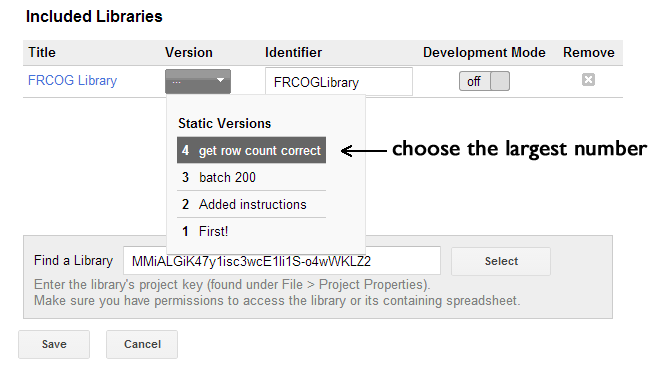 Included Libraries
Title Version Identifier Development Mode Remove
FRCOG Library ... FRCOGLibrary off
Static Versions
4 get row count correct
choose the largest number
3 batch 200
2 Added instructions
1 First!
Find a Library MMiALGiK47y1isc3wcE1Ii1S-o4wWKLZ2 Select
Enter the library's project key (found under File > Project Properties).
Make sure you have permissions to access the library or its containing spreadsheet.
Save Cancel